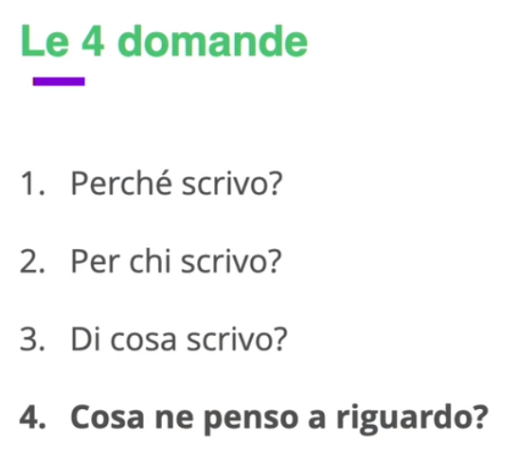 Le 4 domande
1. Perché scrivo?
2. Per chi scrivo?
3. Di cosa scrivo?
4. Cosa ne penso a riguardo?